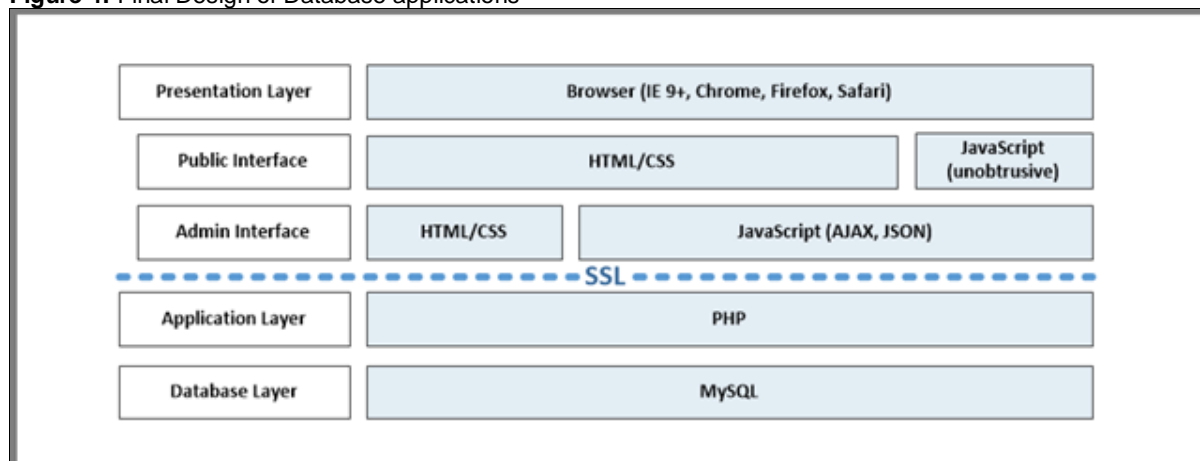 Figure 4. Final Design of Database applications
Presentation Layer
Browser (IE 9+, Chrome, Firefox, Safari)
Public Interface
HTML/CSS
JavaScript
(unobtrusive)
Admin Interface
HTML/CSS
JavaScript (AJAX, JSON)
SSL
Application Layer
PHP
Database Layer
MySQL